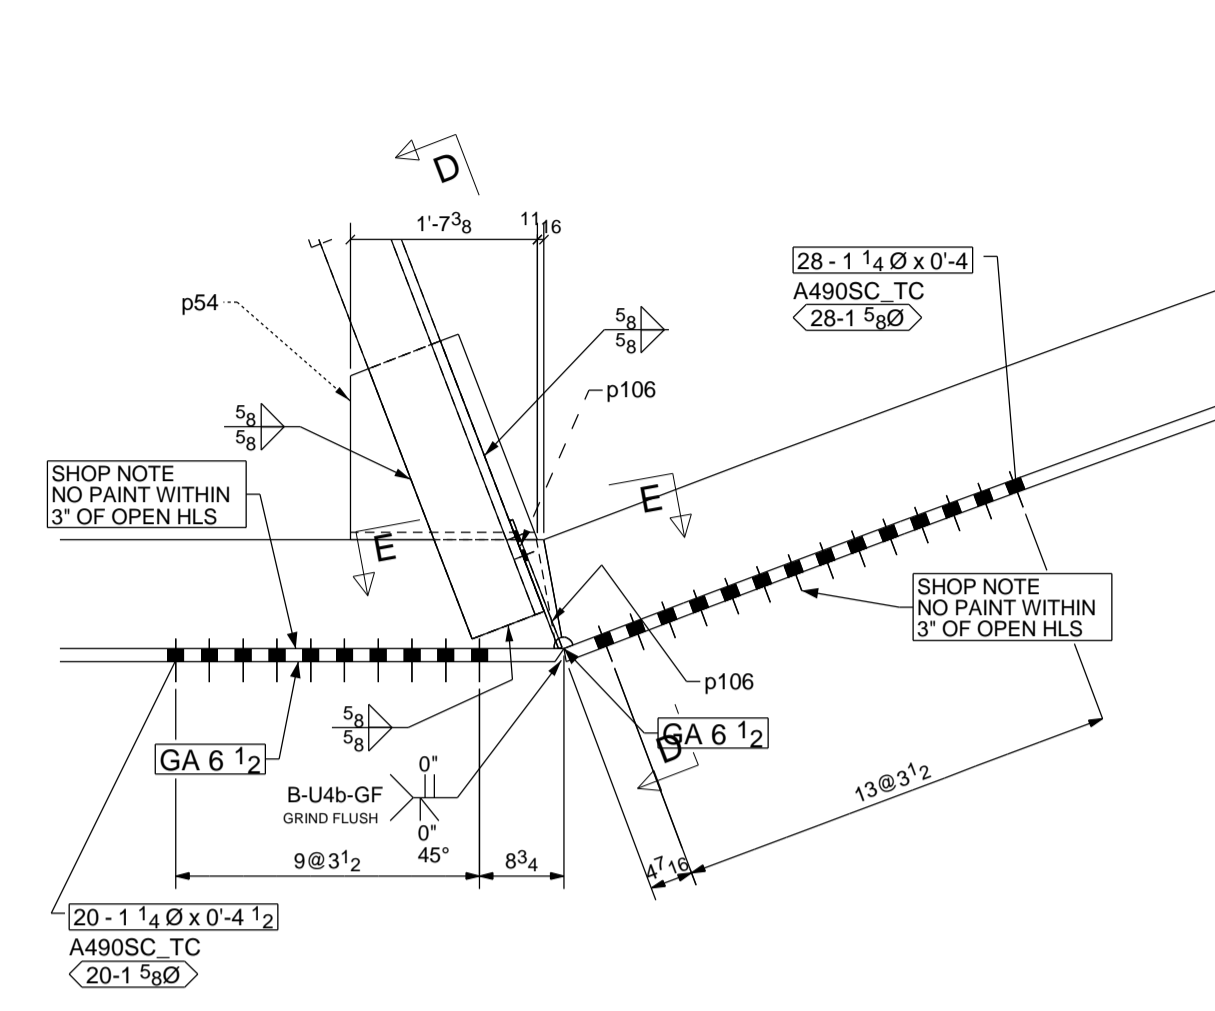 D
1'-7 3/8
11/16
28 - 1 1/4 Ø x 0'-4
A490SC_TC
28-1 5/8Ø
p54
5/8
5/8
p106
5/8
5/8
SHOP NOTE
NO PAINT WITHIN
3" OF OPEN HLS
E
E
SHOP NOTE
NO PAINT WITHIN
3" OF OPEN HLS
p106
5/8
5/8
GA 6 1/2
D
GA 6 1/2
0"
B-U4b-GF
GRIND FLUSH
0"
45°
13@3 1/2
9@3 1/2
8 3/4
4 7/16
20 - 1 1/4 Ø x 0'-4 1/2
A490SC_TC
20-1 5/8Ø